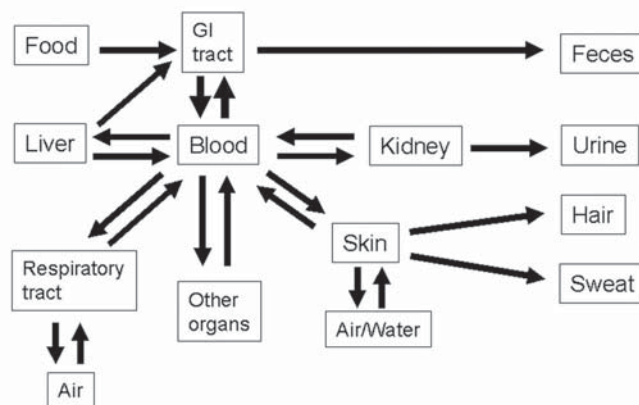 Food
GI
tract
Feces
Liver
Blood
Kidney
Urine
Hair
Skin
Respiratory
tract
Other
organs
Sweat
Air/Water
Air